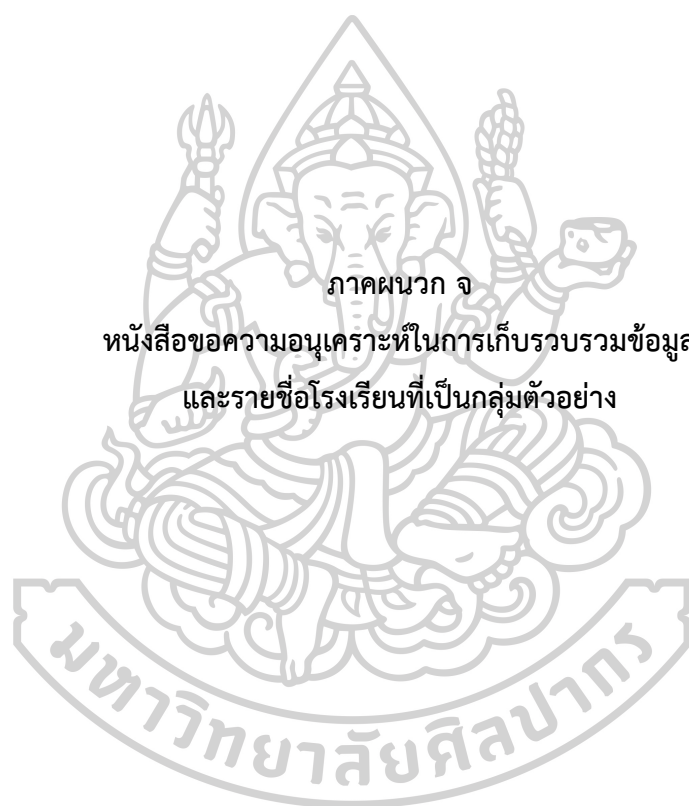 ภาคผนวก จ
หนังสือขอความอนุเคราะห์ในการเก็บรวบรวมข้อมูล
และรายชื่อโรงเรียนที่เป็นกลุ่มตัวอย่าง
มหาวิทยาลัยศิลปากร